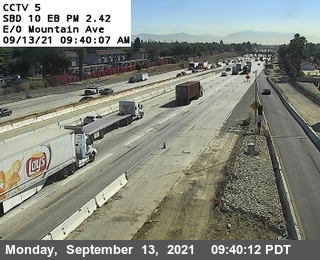 CCTV 5
SBD 10 EB PM 2.42
E/O Mountain Ave
09/13/21 09:40:07 AM
Lay's
Monday, September 13, 2021 09:40:12 PDT